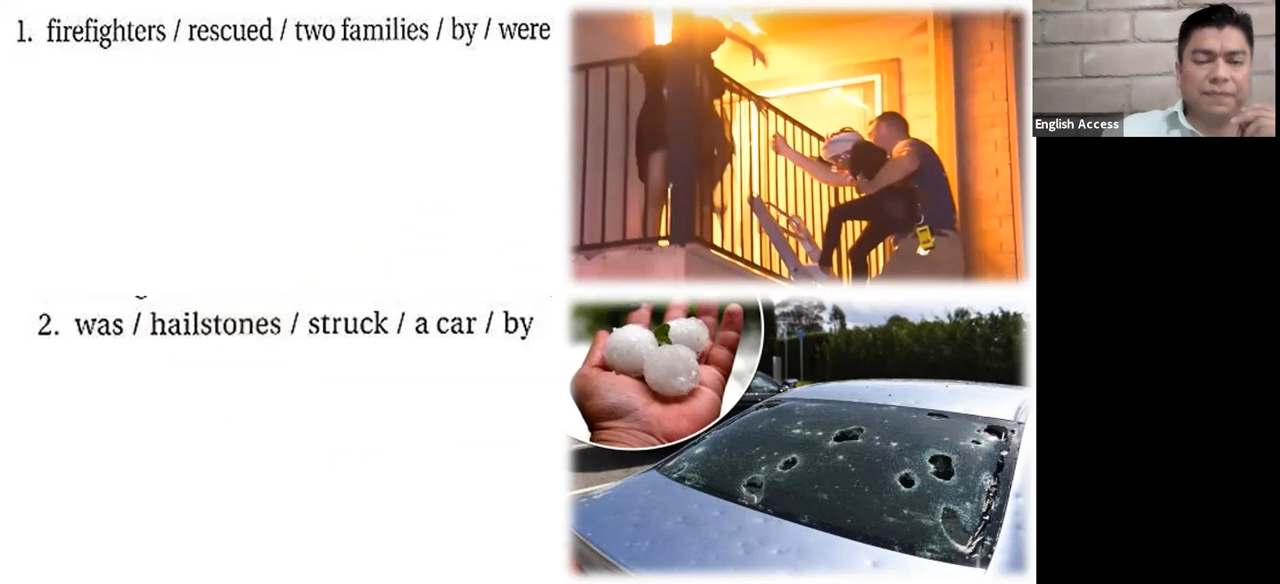 1. firefighters / rescued / two families / by / were
English Access
2. was / hailstones / struck / a car / by